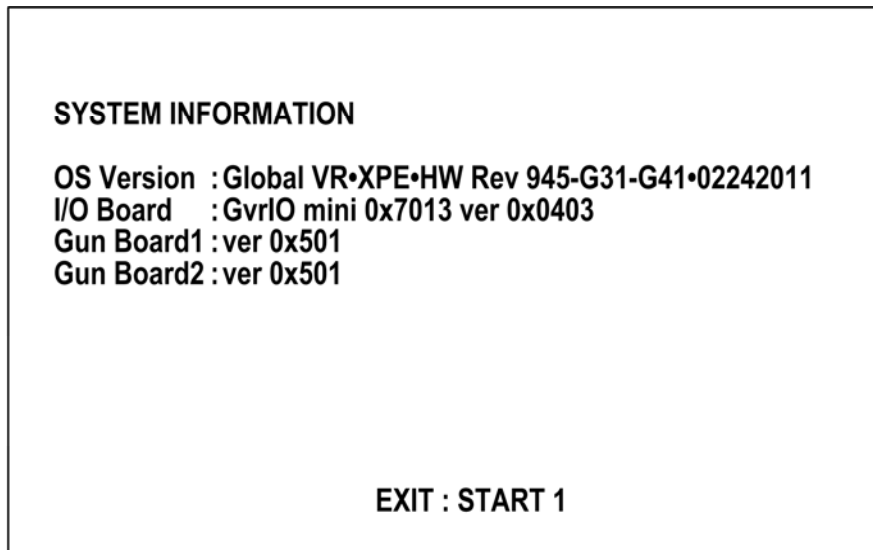 SYSTEM INFORMATION
OS Version : Global VR•XPE•HW Rev 945-G31-G41•02242011
I/O Board : GvrIO mini 0x7013 ver 0x0403
Gun Board1 : ver 0x501
Gun Board2 : ver 0x501
EXIT : START 1